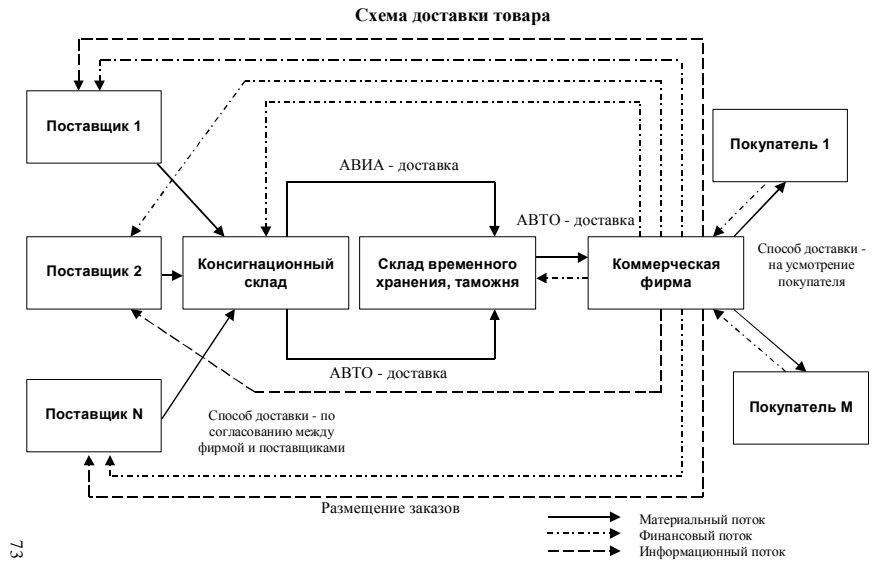 Схема доставки товара
Поставщик 1
Покупатель 1
АВИА - доставка
АВТО - доставка
Поставщик 2
Консигнационный
склад
Склад временного
хранения, таможня
Коммерческая
фирма
Способ доставки -
на усмотрение
покупателя
АВТО - доставка
Поставщик N
Способ доставки - по
согласованию между
фирмой и поставщиками
Покупатель М
Размещение заказов
Материальный поток
Финансовый поток
Информационный поток
73